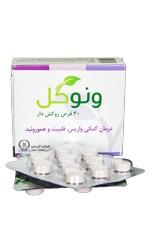 ونوگل
۳۰ قرص روکش دار
درمان کمکی واریس، فلبیت و هموروئید